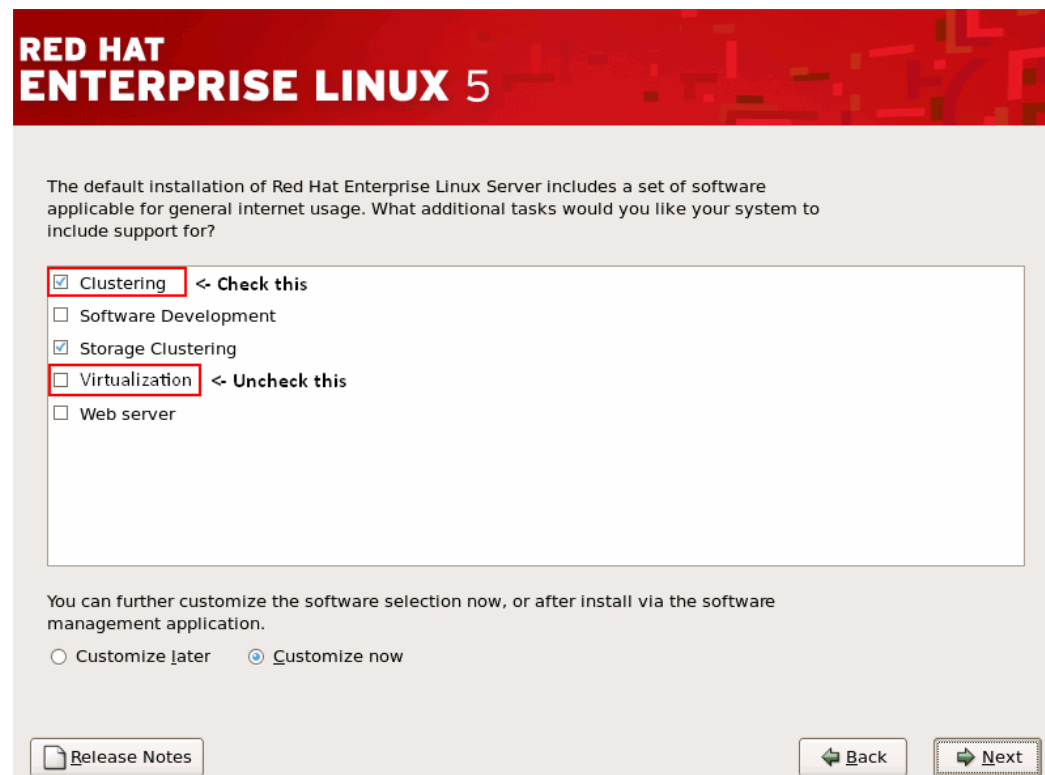 RED HAT
ENTERPRISE LINUX 5
The default installation of Red Hat Enterprise Linux Server includes a set of software
applicable for general internet usage. What additional tasks would you like your system to
include support for?
Clustering <- Check this
Software Development
Storage Clustering
Virtualization <- Uncheck this
Web server
You can further customize the software selection now, or after install via the software
management application.
Customize later Customize now
Release Notes Back Next